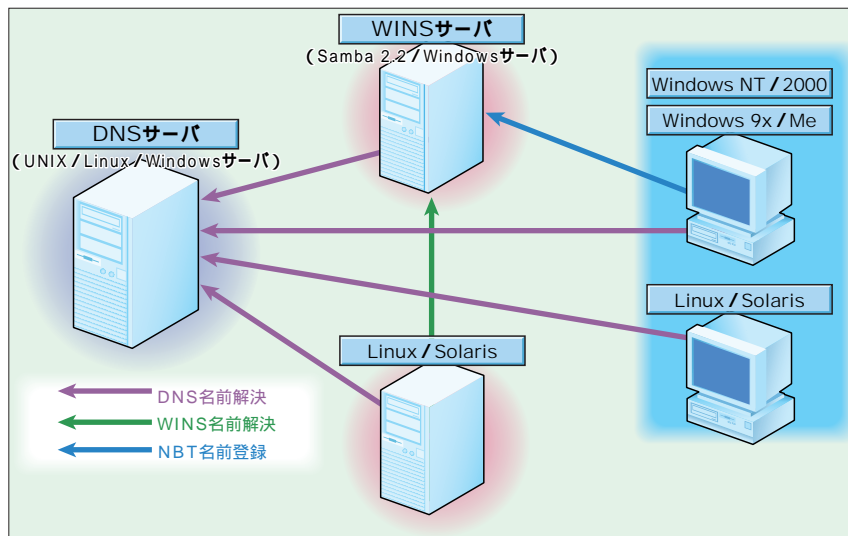 WINSサーバ
(Samba 2.2/Windowsサーバ)
DNSサーバ
(UNIX/Linux/Windowsサーバ)
Windows NT/2000
Windows 9x/Me
Linux/Solaris
Linux/Solaris
DNS名前解決
WINS名前解決
NBT名前登録